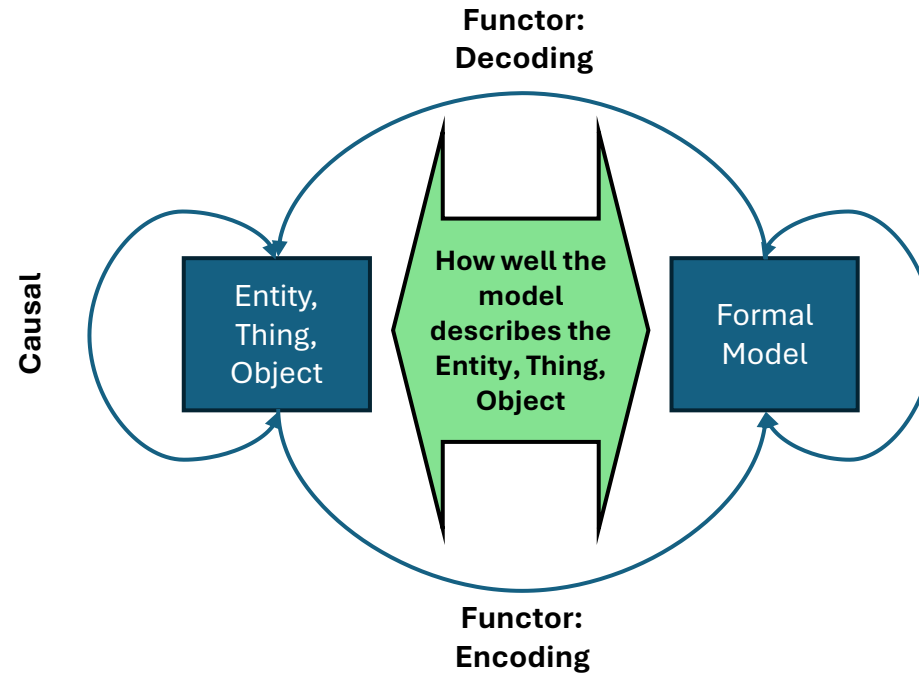 Functor:
Decoding
Causal
Entity,
Thing,
Object
How well the
model
describes the
Entity, Thing,
Object
Formal
Model
Functor:
Encoding